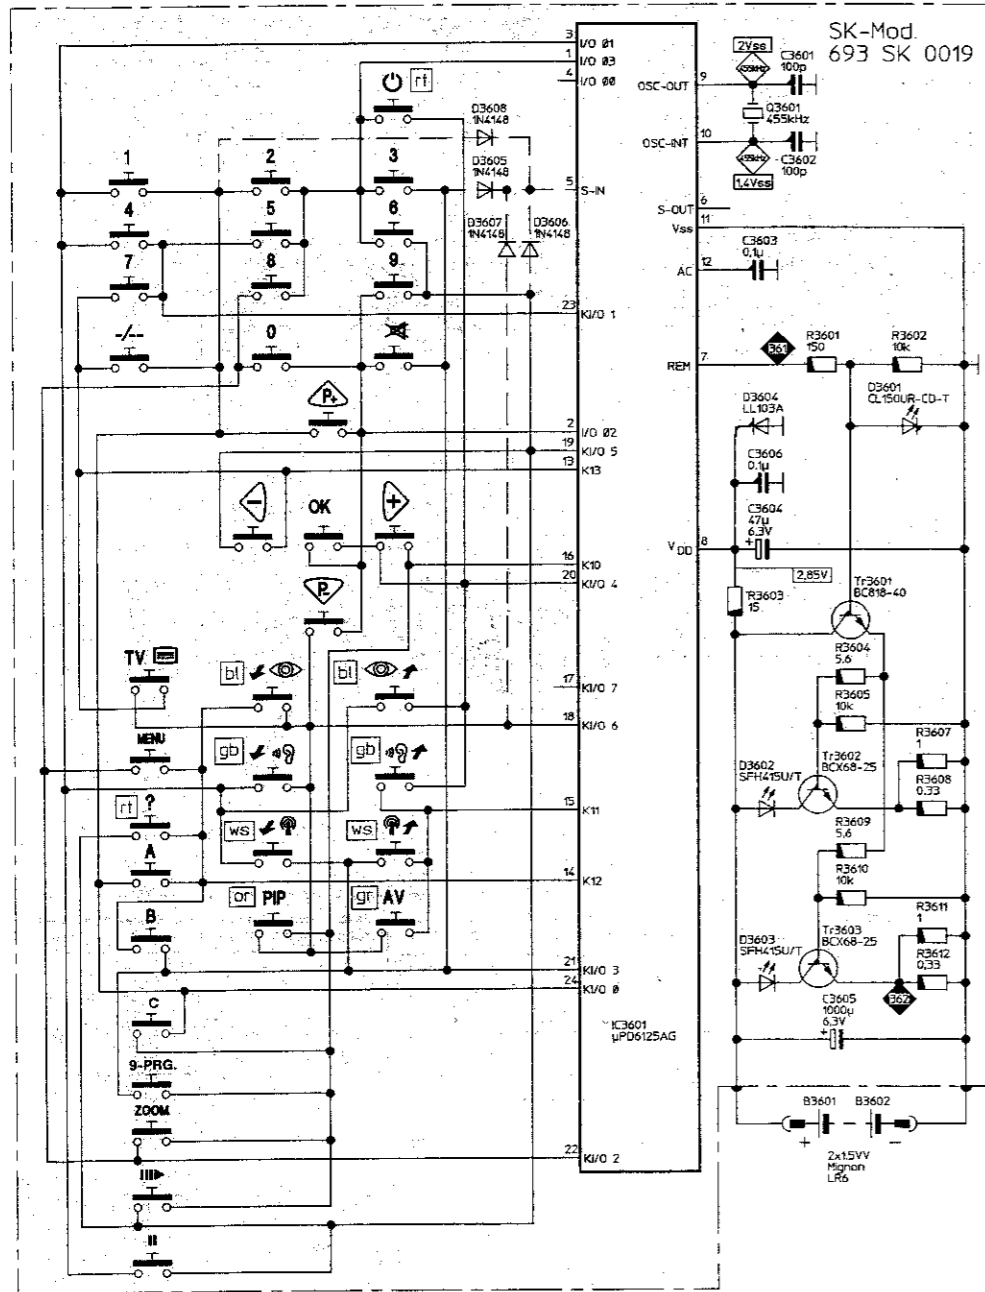 SK-Mod.
693 SK 0019
3
I/O 01
1
I/O 03
4
I/O 00
rt
2Vss
455kHz
C3601
100p
9
OSC-OUT
Q3601
455kHz
10
OSC-INT
455kHz
1,4Vss
C3602
100p
D3608
1N4148
D3605
1N4148
5
S-IN
6
S-OUT
11
Vss
1
2
3
4
5
6
7
8
9
-/--
0
D3607
1N4148
D3606
1N4148
C3603
0,1µ
12
AC
23
KI/O 1
7
REM
361
R3601
150
R3602
10k
D3601
CL150UR-CD-T
D3604
LL103A
P+
2
I/O 02
19
KI/O 5
13
K13
C3606
0.1µ
C3604
47µ
6.3V
+
-
OK
+
16
K10
20
KI/O 4
8
VDD
2,85V
R3603
15
Tr3601
BC818-40
P-
R3604
5.6
R3605
10k
TV
bl
bl
17
KI/O 7
18
KI/O 6
MENU
gb
gb
R3607
1
Tr3602
BCX68-25
D3602
SFH415U/T
R3608
0.33
rt
?
ws
ws
15
K11
R3609
5,6
A
14
K12
R3610
10k
or
PIP
gr
AV
B
R3611
1
Tr3603
BCX68-25
D3603
SFH415U/T
R3612
0,33
362
21
KI/O 3
24
KI/O 0
C
IC3601
µPD6125AG
C3605
1000µ
6,3V
+
9-PRG.
ZOOM
B3601
B3602
+
-
2x1.5VV
Mignon
LR6
22
KI/O 2